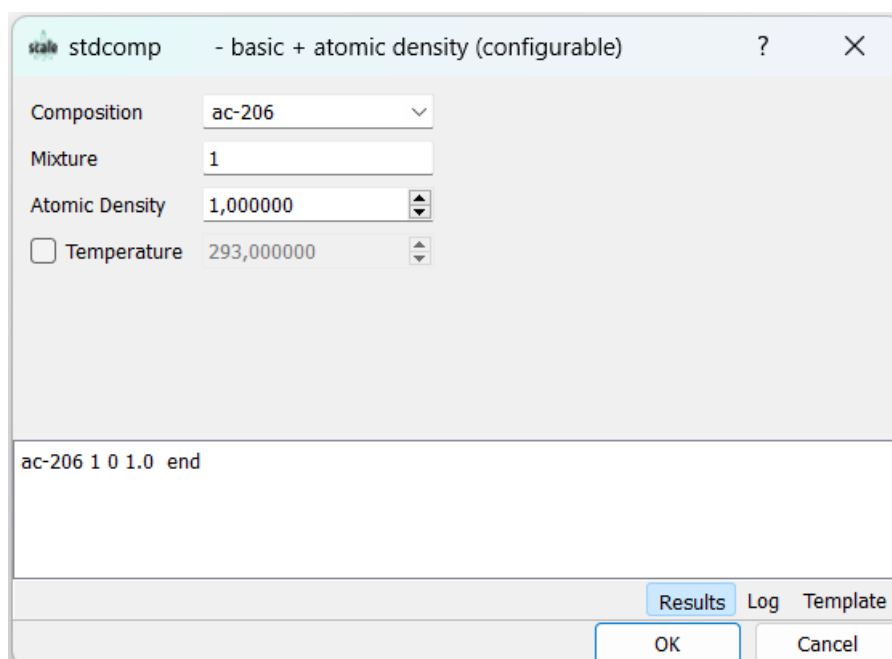 scale stdcomp - basic + atomic density (configurable) ?
Composition ac-206
Mixture 1
Atomic Density 1,000000
Temperature 293,000000
ac-206 1 0 1.0 end
Results Log Template
OK Cancel